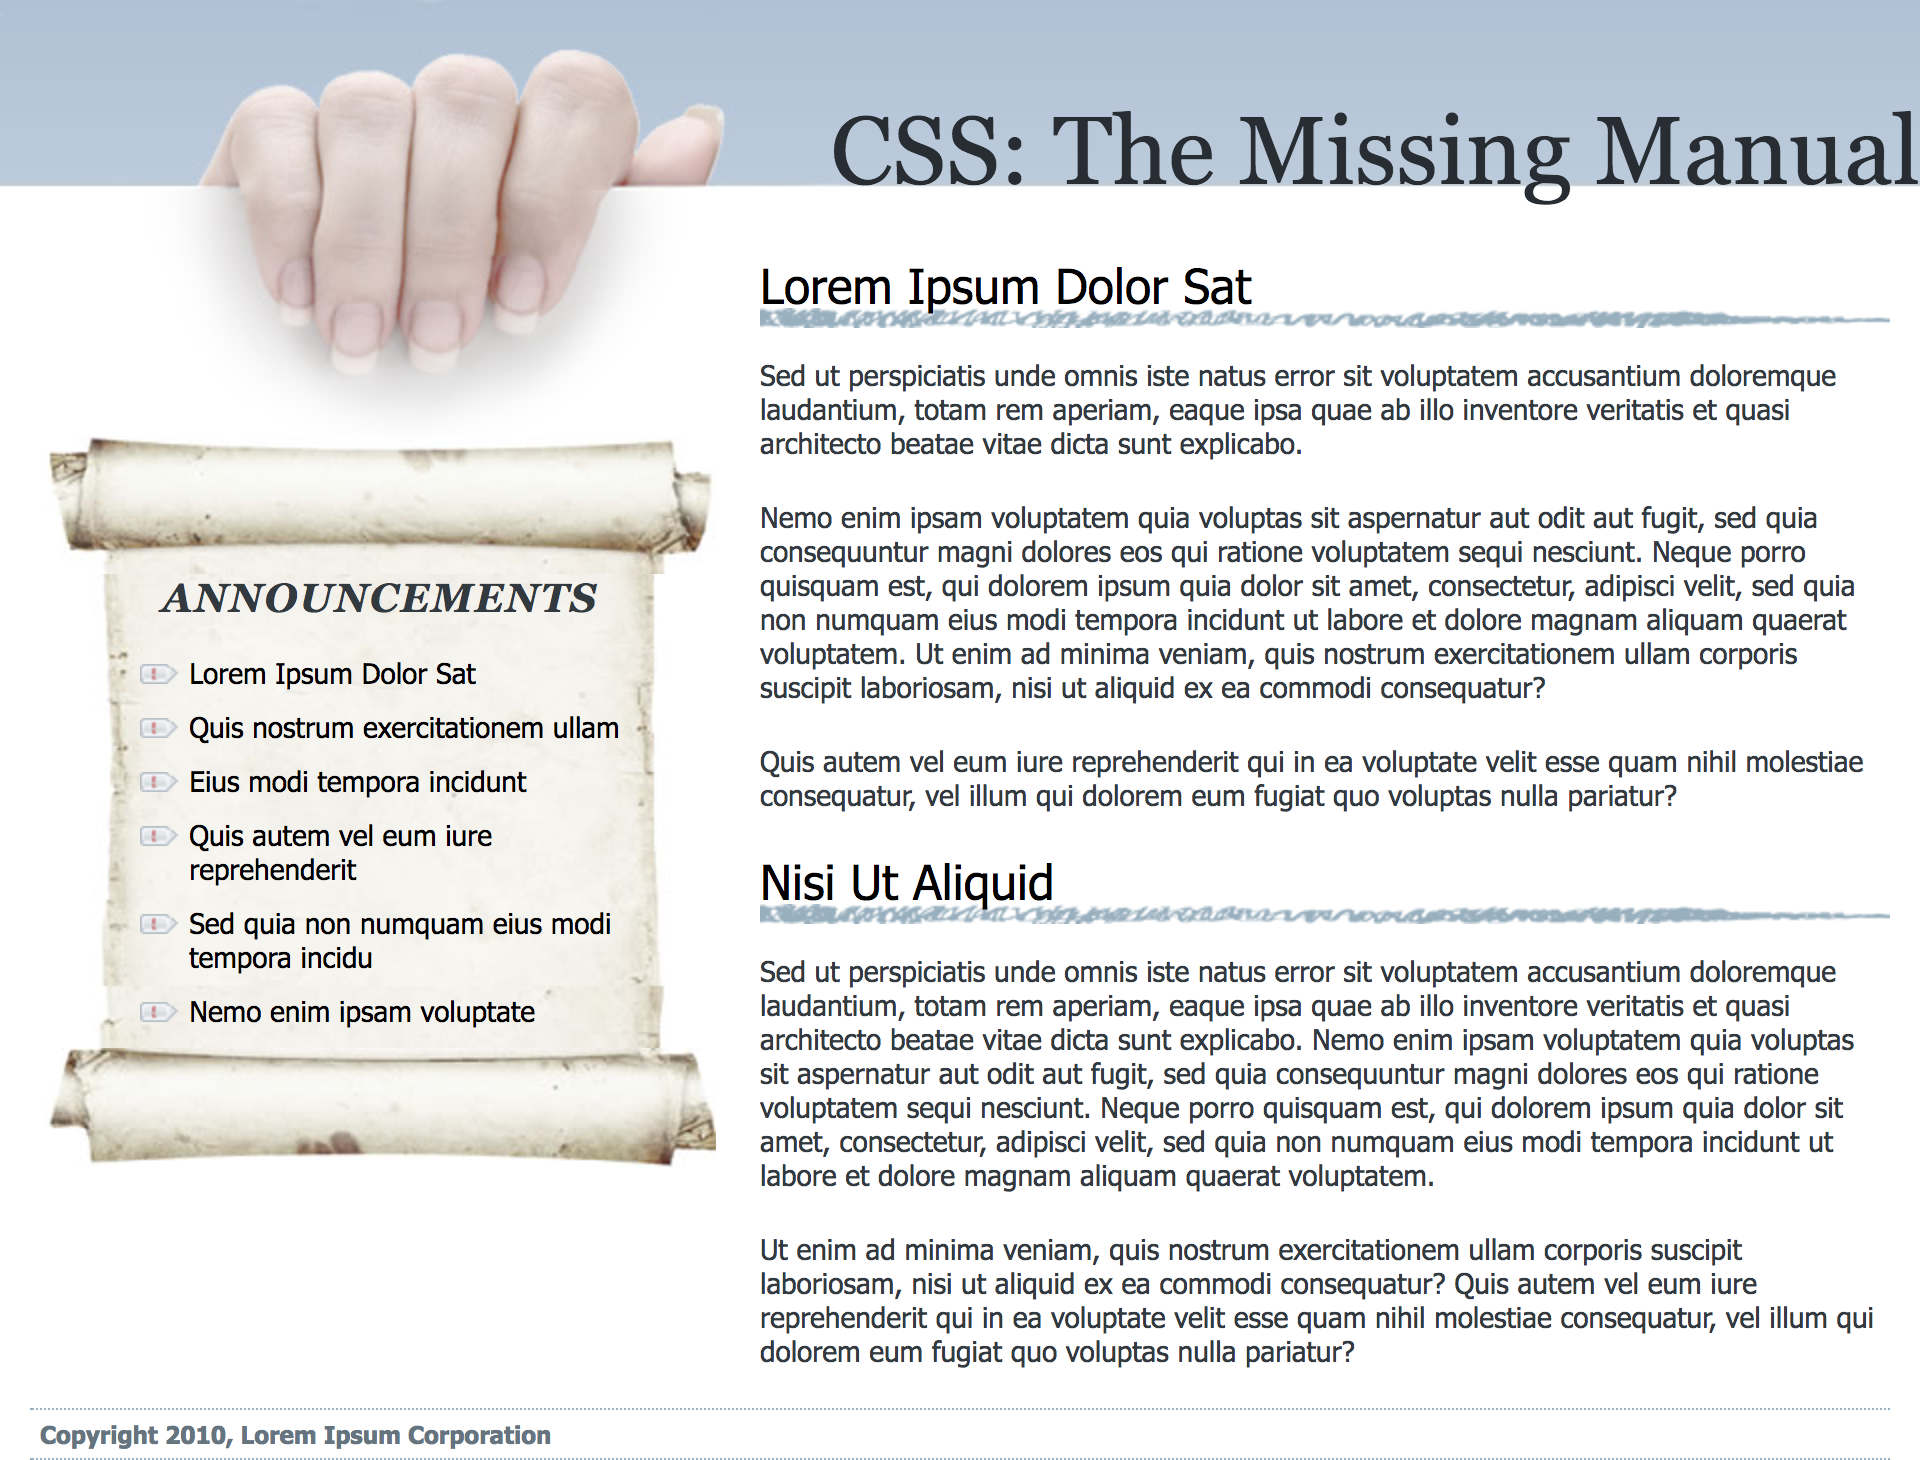 CSS: The Missing Manual
ANNOUNCEMENTS
Lorem Ipsum Dolor Sat
Quis nostrum exercitationem ullam
Eius modi tempora incidunt
Quis autem vel eum iure
reprehenderit
Sed quia non numquam eius modi
tempora incidu
Nemo enim ipsam voluptate
Lorem Ipsum Dolor Sat
Sed ut perspiciatis unde omnis iste natus error sit voluptatem accusantium doloremque
laudantium, totam rem aperiam, eaque ipsa quae ab illo inventore veritatis et quasi
architecto beatae vitae dicta sunt explicabo.
Nemo enim ipsam voluptatem quia voluptas sit aspernatur aut odit aut fugit, sed quia
consequuntur magni dolores eos qui ratione voluptatem sequi nesciunt. Neque porro
quisquam est, qui dolorem ipsum quia dolor sit amet, consectetur, adipisci velit, sed quia
non numquam eius modi tempora incidunt ut labore et dolore magnam aliquam quaerat
voluptatem. Ut enim ad minima veniam, quis nostrum exercitationem ullam corporis
suscipit laboriosam, nisi ut aliquid ex ea commodi consequatur?
Quis autem vel eum iure reprehenderit qui in ea voluptate velit esse quam nihil molestiae
consequatur, vel illum qui dolorem eum fugiat quo voluptas nulla pariatur?
Nisi Ut Aliquid
Sed ut perspiciatis unde omnis iste natus error sit voluptatem accusantium doloremque
laudantium, totam rem aperiam, eaque ipsa quae ab illo inventore veritatis et quasi
architecto beatae vitae dicta sunt explicabo. Nemo enim ipsam voluptatem quia voluptas
sit aspernatur aut odit aut fugit, sed quia consequuntur magni dolores eos qui ratione
voluptatem sequi nesciunt. Neque porro quisquam est, qui dolorem ipsum quia dolor sit
amet, consectetur, adipisci velit, sed quia non numquam eius modi tempora incidunt ut
labore et dolore magnam aliquam quaerat voluptatem.
Ut enim ad minima veniam, quis nostrum exercitationem ullam corporis suscipit
laboriosam, nisi ut aliquid ex ea commodi consequatur? Quis autem vel eum iure
reprehenderit qui in ea voluptate velit esse quam nihil molestiae consequatur, vel illum qui
dolorem eum fugiat quo voluptas nulla pariatur?
Copyright 2010, Lorem Ipsum Corporation